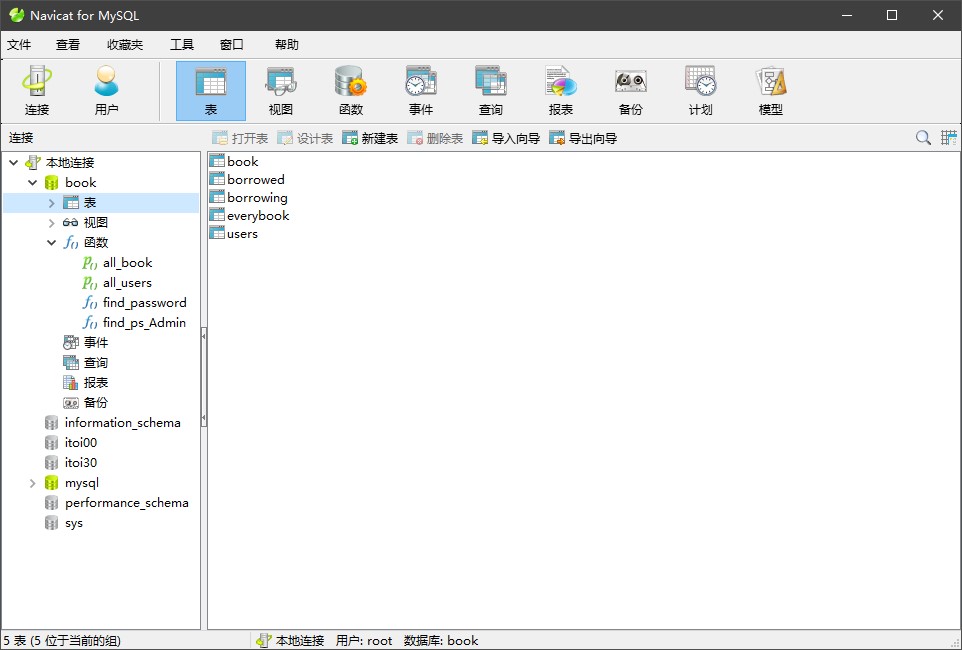 Navicat for MySQL
文件 查看 收藏夹 工具 窗口 帮助
连接 用户 表 视图 函数 事件 查询 报表 备份 计划 模型
连接 打开表 设计表 新建表 删除表 导入向导 导出向导
本地连接
book
表
视图
函数
all_book
all_users
find_password
find_ps_Admin
事件
查询
报表
备份
information_schema
itoi00
itoi30
mysql
performance_schema
sys
book
borrowed
borrowing
everybook
users
5 表 (5 位于当前的组) 本地连接 用户: root 数据库: book